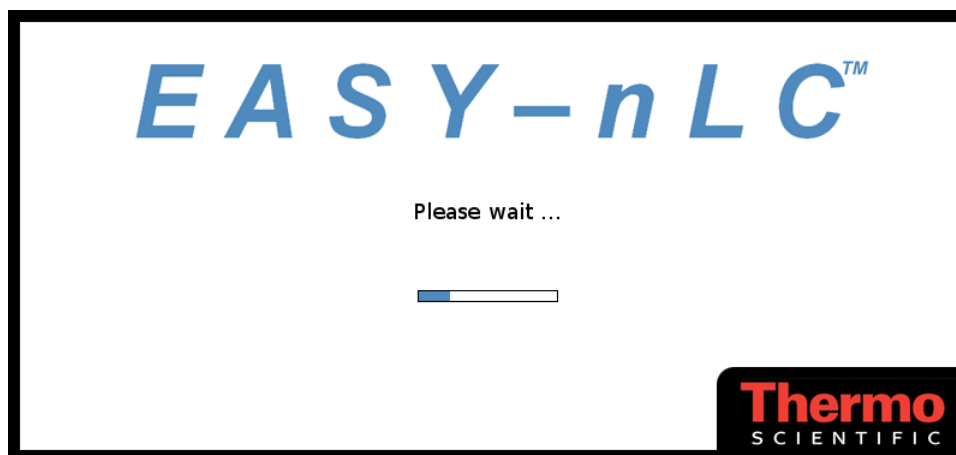 EASY-nLC™
Please wait ...
Thermo
SCIENTIFIC